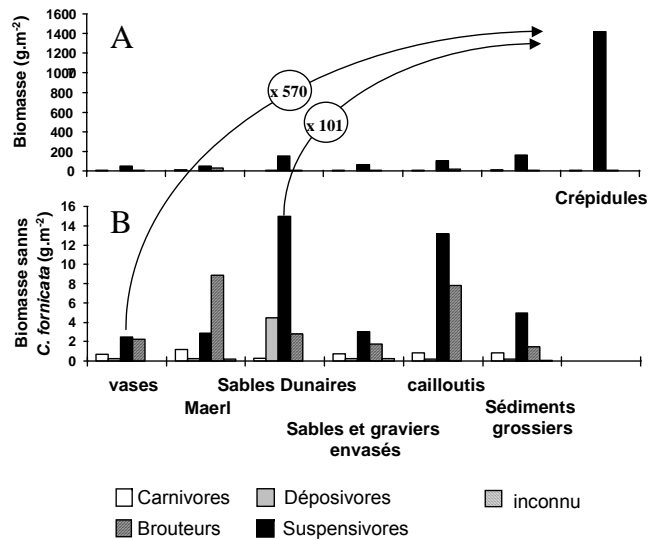 A
Biomasse (g.m-2)
1600
1400
1200
1000
800
600
400
200
0
x 570
x 101
Crépidules
B
Biomasse sanns
C. fornicata (g.m-2)
16
14
12
10
8
6
4
2
0
vases
Maerl
Sables Dunaires
Sables et graviers
envasés
cailloutis
Sédiments
grossiers
Carnivores
Déposivores
inconnu
Brouteurs
Suspensivores